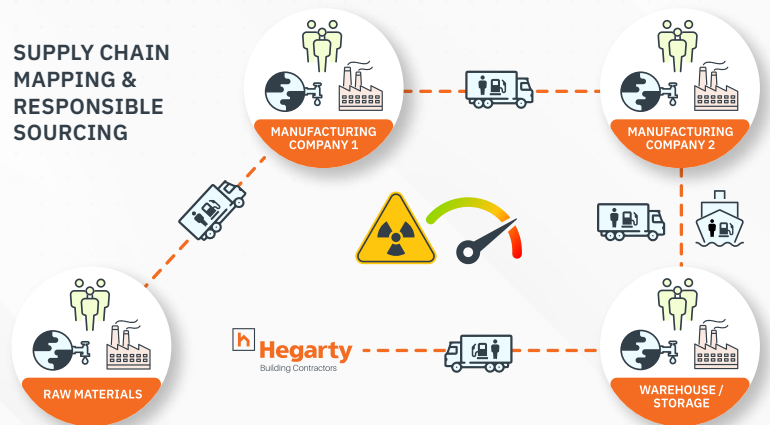 SUPPLY CHAIN
MAPPING &
RESPONSIBLE
SOURCING
MANUFACTURING
COMPANY 1
MANUFACTURING
COMPANY 2
h Hegarty
Building Contractors
RAW MATERIALS
WAREHOUSE /
STORAGE